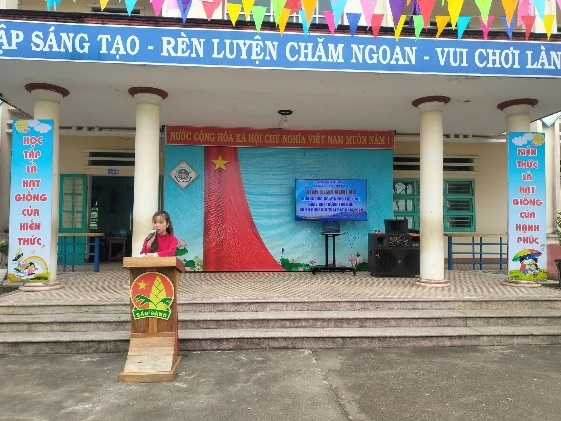 ẬP SÁNG TẠO - RÈN LUYỆN CHĂM NGOAN - VUI CHƠI LÀN
NƯỚC CỘNG HÒA XÃ HỘI CHỦ NGHĨA VIỆT NAM MUÔN NĂM !
HỌC
TẬP
LÀ
HẠT
GIỐNG
CỦA
KIẾN
THỨC
KIẾN
THỨC
LÀ
HẠT
GIỐNG
CỦA
HẠNH
PHÚC
SẴN SÀNG